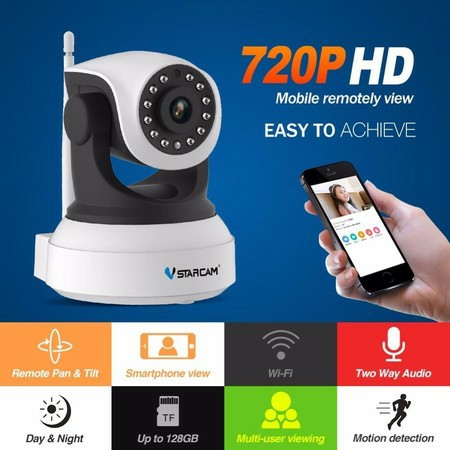 720P HD
Mobile remotely view
EASY TO ACHIEVE
VSTARCAM
Remote Pan & Tilt
Smartphone view
Wi-Fi
Two Way Audio
TF
Day & Night
Up to 128GB
Multi-user viewing
Motion detection